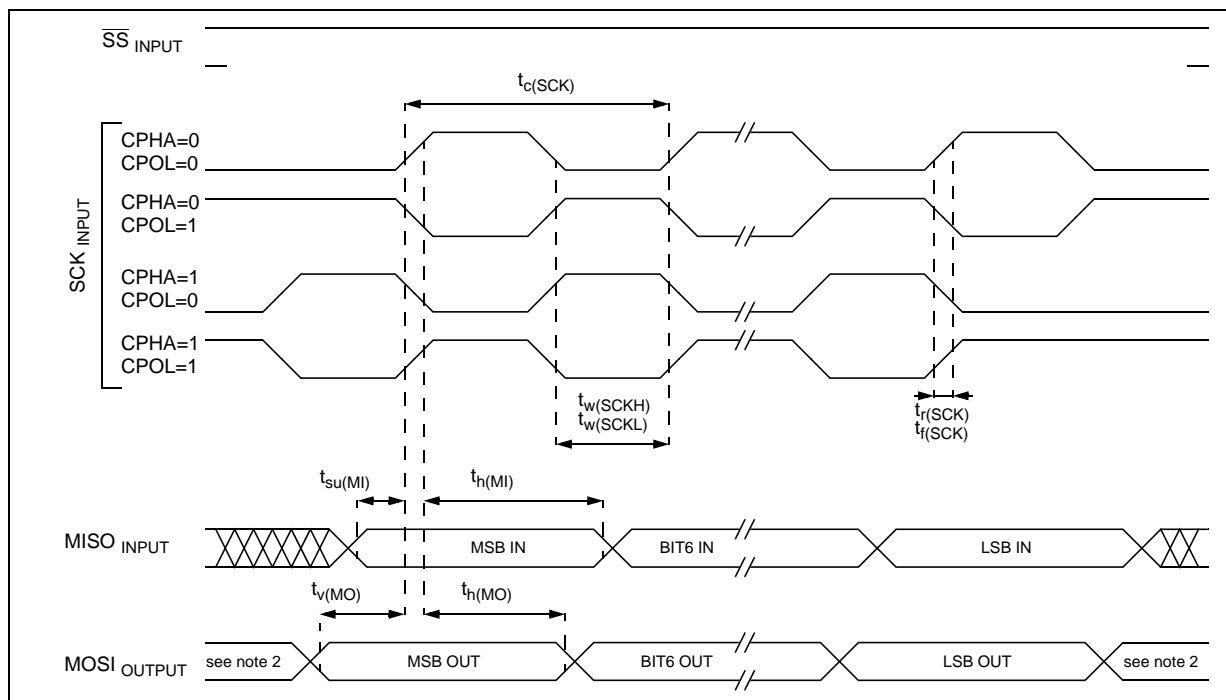 SS INPUT
tc(SCK)
SCK INPUT
CPHA=0
CPOL=0
CPHA=0
CPOL=1
CPHA=1
CPOL=0
CPHA=1
CPOL=1
tw(SCKH)
tw(SCKL)
tr(SCK)
tf(SCK)
tsu(MI)
th(MI)
MISO INPUT
MSB IN
BIT6 IN
LSB IN
tv(MO)
th(MO)
MOSI OUTPUT
see note 2
MSB OUT
BIT6 OUT
LSB OUT
see note 2